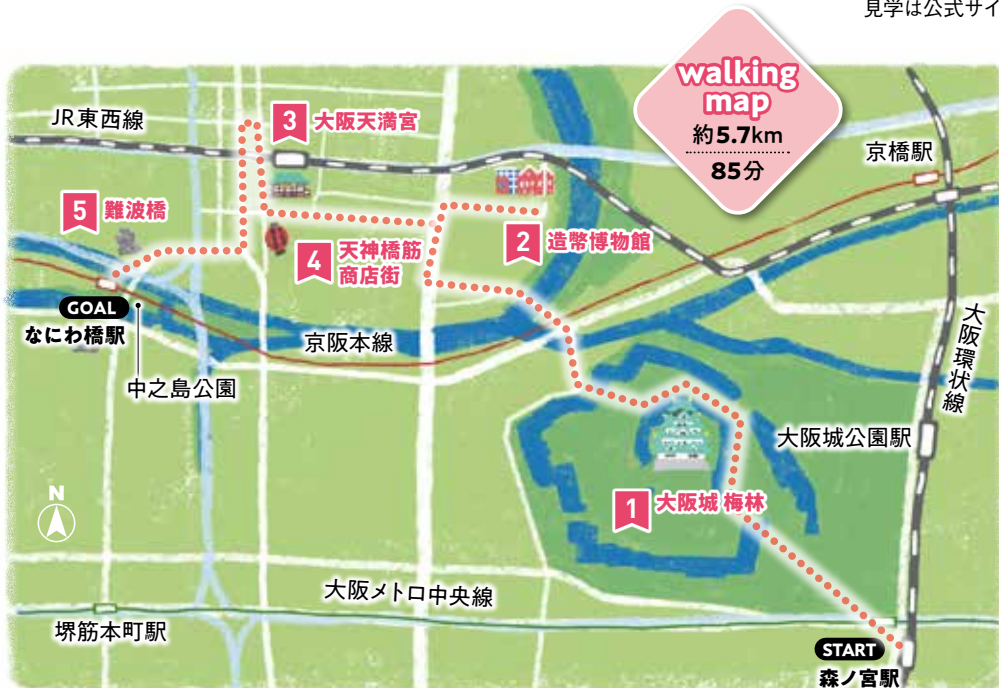 見学は公式サイ
walking
map
約5.7km
85分
JR東西線
3 大阪天満宮
京橋駅
5 難波橋
4 天神橋筋
商店街
2 造幣博物館
GOAL
なにわ橋駅
京阪本線
中之島公園
大阪環状線
大阪城公園駅
N
1 大阪城 梅林
大阪メトロ中央線
堺筋本町駅
START
森ノ宮駅